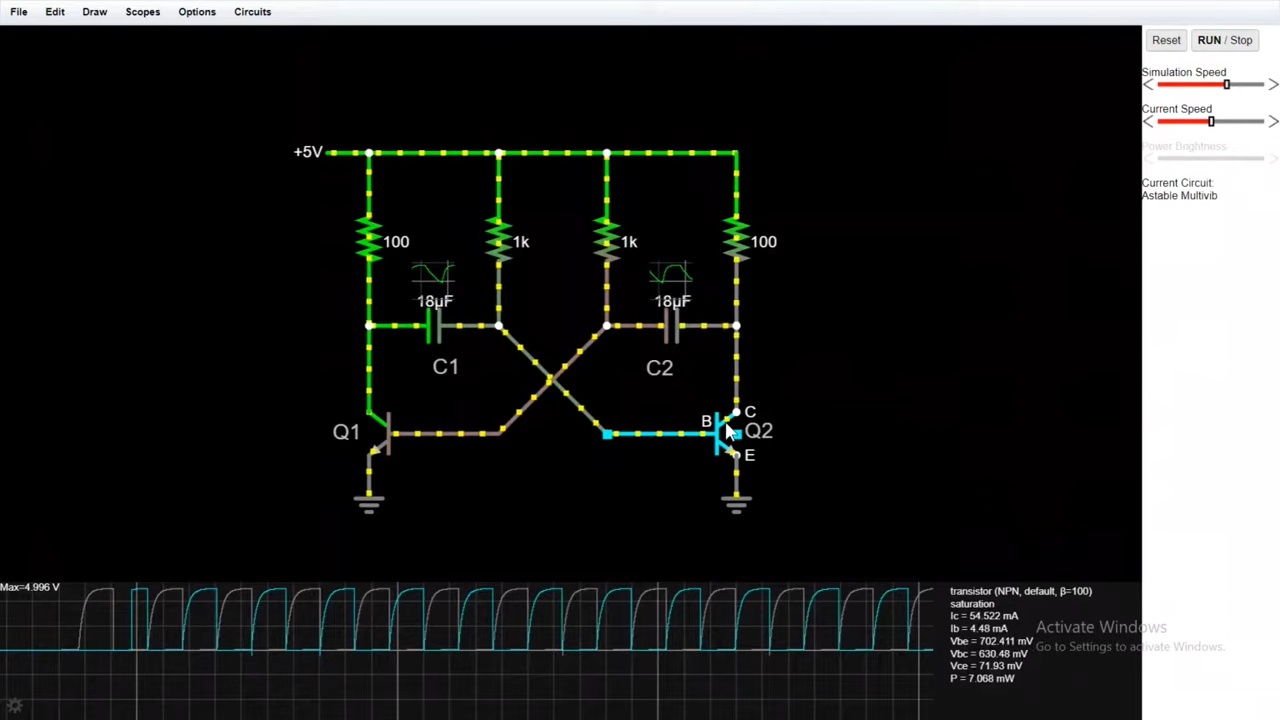 File Edit Draw Scopes Options Circuits
Reset RUN / Stop
Simulation Speed
Current Speed
Power Brightness
Current Circuit:
Astable Multivib
+5V
100 1k 1k 100
18µF 18µF
C1 C2
Q1 B C Q2
E
Max=4.996 V
transistor (NPN, default, β=100)
saturation
Ic = 54.522 mA
Ib = 4.48 mA
Vbe = 702.411 mV
Vbc = 630.48 mV
Vce = 71.93 mV
P = 7.068 mW
Activate Windows
Go to Settings to activate Windows.